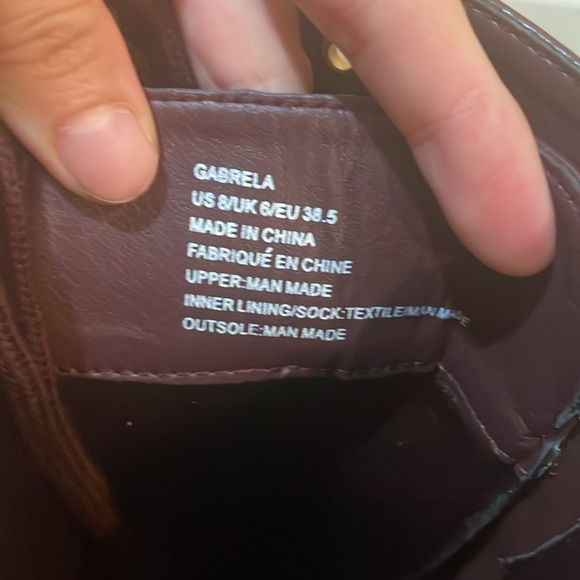 GABRELA
US 8/UK 6/EU 38.5
MADE IN CHINA
FABRIQUÉ EN CHINE
UPPER:MAN MADE
INNER LINING/SOCK:TEXTILE/MAN MADE
OUTSOLE:MAN MADE